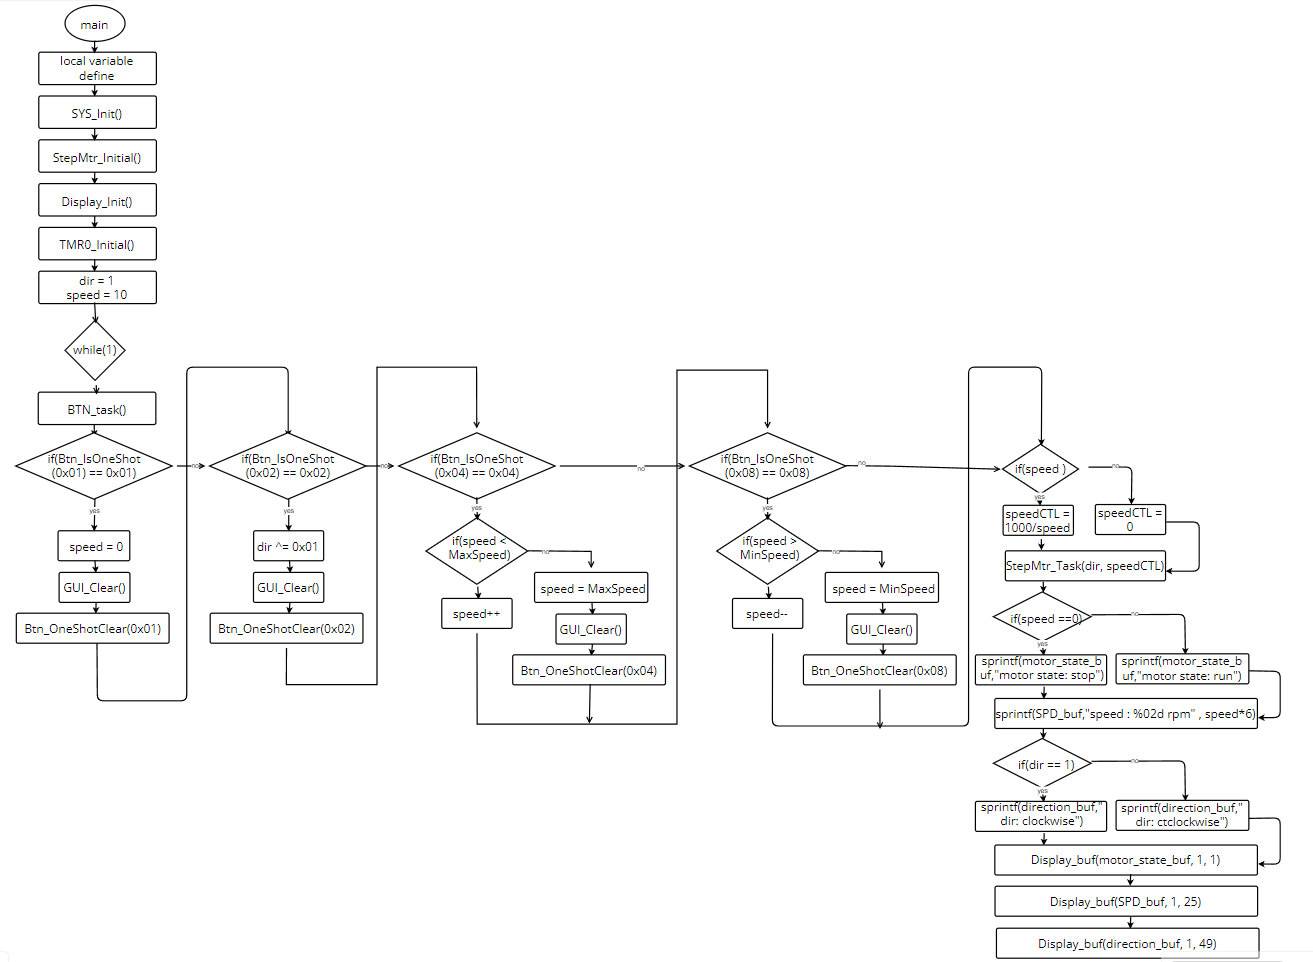 main
local variable
define
SYS_Init()
StepMtr_Initial()
Display_Init()
TMR0_Initial()
dir = 1
speed = 10
while(1)
BTN_task()
if(Btn_IsOneShot
(0x01) == 0x01)
no
yes
speed = 0
GUI_Clear()
Btn_OneShotClear(0x01)
if(Btn_IsOneShot
(0x02) == 0x02)
no
yes
dir ^= 0x01
GUI_Clear()
Btn_OneShotClear(0x02)
if(Btn_IsOneShot
(0x04) == 0x04)
no
yes
if(speed <
MaxSpeed)
no
speed++
speed = MaxSpeed
GUI_Clear()
Btn_OneShotClear(0x04)
if(Btn_IsOneShot
(0x08) == 0x08)
no
yes
if(speed >
MinSpeed)
no
speed--
speed = MinSpeed
GUI_Clear()
Btn_OneShotClear(0x08)
if(speed )
no
yes
speedCTL =
1000/speed
speedCTL =
0
StepMtr_Task(dir, speedCTL)
if(speed ==0)
no
yes
sprintf(motor_state_b
uf,"motor state: stop")
sprintf(motor_state_b
uf,"motor state: run")
sprintf(SPD_buf,"speed : %02d rpm" , speed*6)
if(dir == 1)
no
yes
sprintf(direction_buf,"
dir: clockwise")
sprintf(direction_buf,"
dir: ctclockwise")
Display_buf(motor_state_buf, 1, 1)
Display_buf(SPD_buf, 1, 25)
Display_buf(direction_buf, 1, 49)